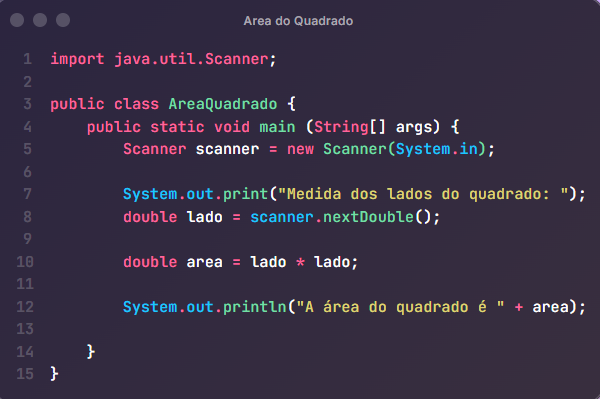 Area do Quadrado
1 import java.util.Scanner;
2
3 public class AreaQuadrado {
4     public static void main (String[] args) {
5         Scanner scanner = new Scanner(System.in);
6
7         System.out.print("Medida dos lados do quadrado: ");
8         double lado = scanner.nextDouble();
9
10         double area = lado * lado;
11
12         System.out.println("A área do quadrado é " + area);
13
14     }
15 }